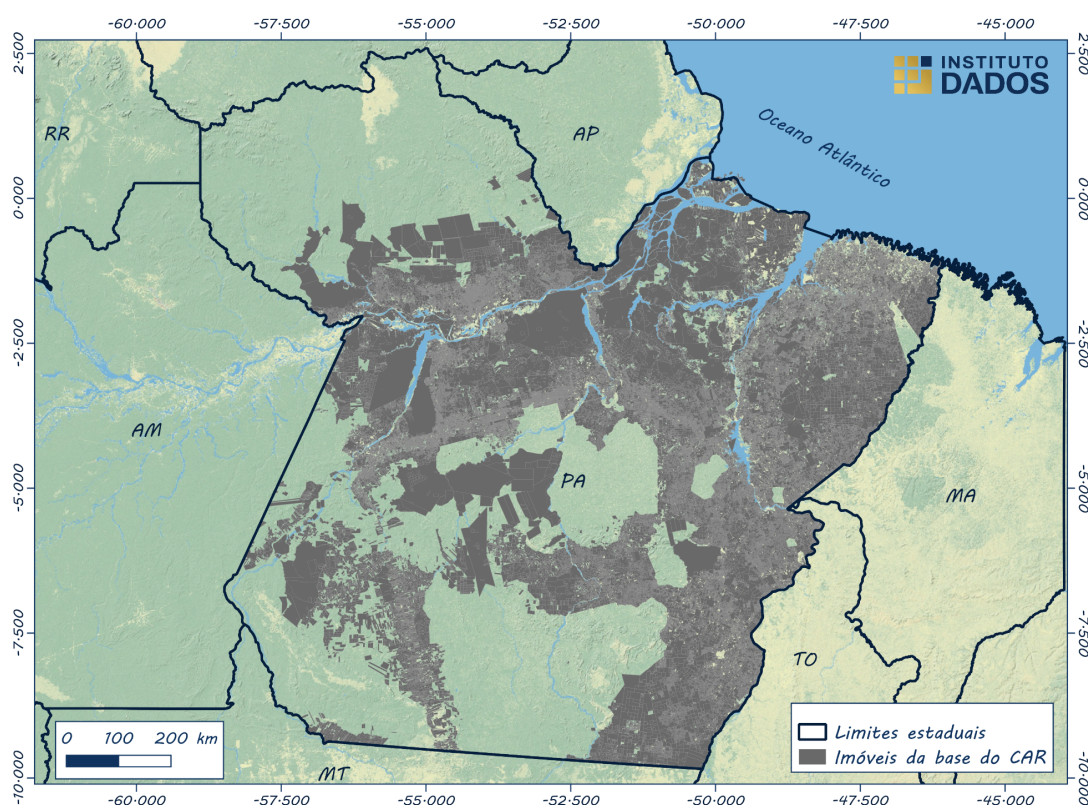 -60·000 -57·500 -55·000 -52·500 -50·000 -47·500 -45·000
2·500 2·500
INSTITUTO
DADOS
RR
AP
Oceano Atlântico
0·000 0·000
-2·500 -2·500
AM
PA
MA
-5·000 -5·000
-7·500 -7·500
TO
0 100 200 km
Limites estaduais
Imóveis da base do CAR
MT
-10·000 -10·000
-60·000 -57·500 -55·000 -52·500 -50·000 -47·500 -45·000